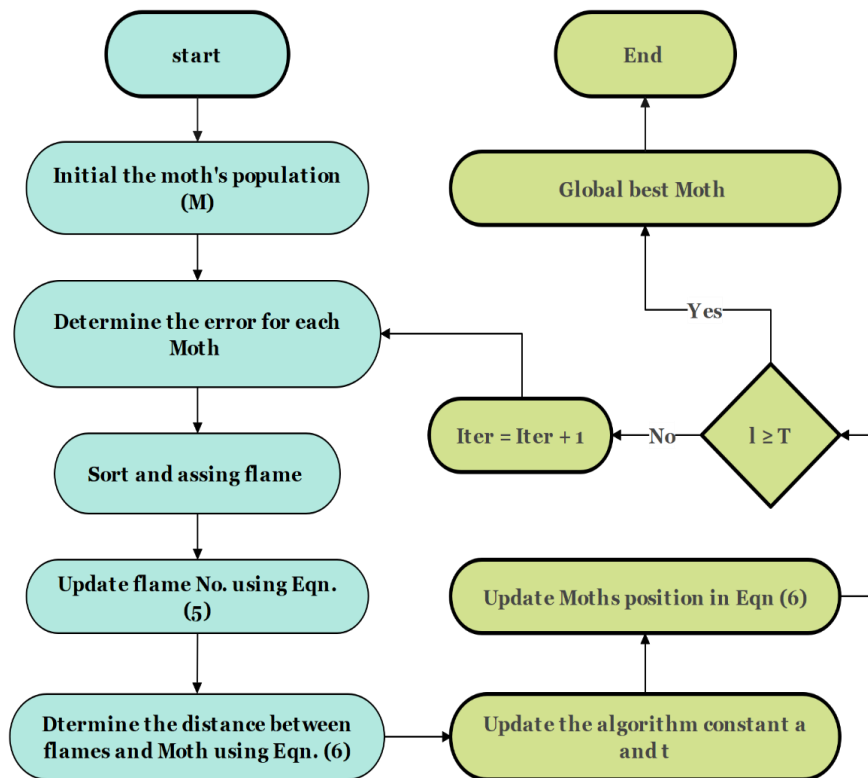 start
Initial the moth's population
(M)
Determine the error for each
Moth
Sort and assing flame
Update flame No. using Eqn.
(5)
Dtermine the distance between
flames and Moth using Eqn. (6)
Update the algorithm constant a
and t
Update Moths position in Eqn (6)
l ≥ T
No
Iter = Iter + 1
Yes
Global best Moth
End